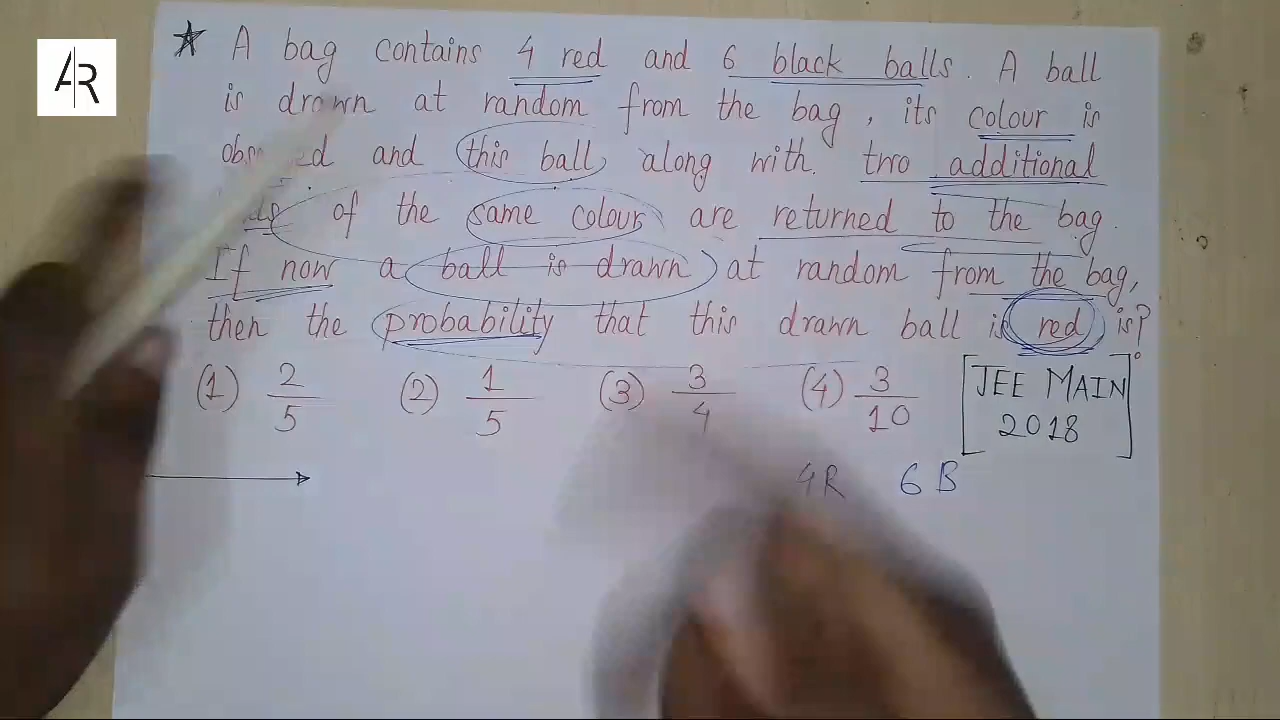 AR
★ A bag contains 4 red and 6 black balls. A ball
is drawn at random from the bag, its colour is
and this ball along with two additional
of the same colour are returned to the bag.
If now a ball is drawn at random from the bag,
then the probability that this drawn ball is red is?
(1) 2/5 (2) 1/5 (3) 3/4 (4) 3/10 [JEE MAIN
2018]
4R 6B